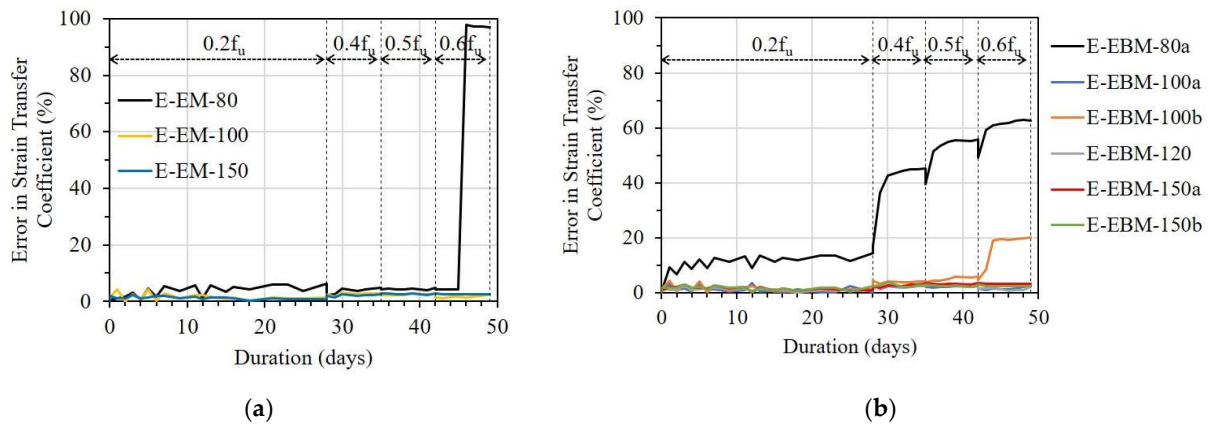 Error in Strain Transfer
Coefficient (%)
100
80
60
40
20
0
0.2fu
0.4fu
0.5fu
0.6fu
E-EM-80
E-EM-100
E-EM-150
0 10 20 30 40 50
Duration (days)
(a)
Error in Strain Transfer
Coefficient (%)
100
80
60
40
20
0
0.2fu
0.4fu
0.5fu
0.6fu
0 10 20 30 40 50
Duration (days)
E-EBM-80a
E-EBM-100a
E-EBM-100b
E-EBM-120
E-EBM-150a
E-EBM-150b
(b)